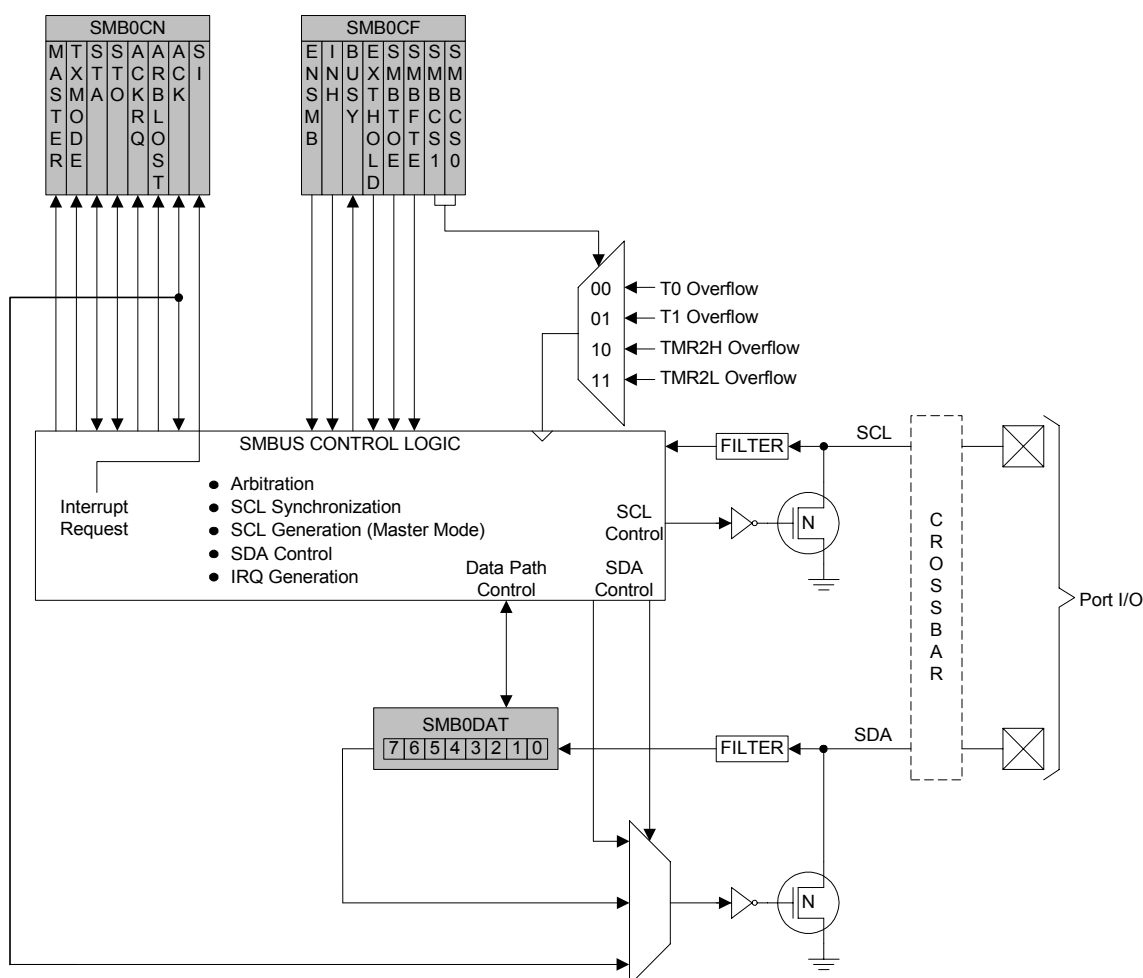 SMB0CN
MASTER
TXMODE
STA
STO
ACKRQ
ARBLOST
ACK
SI
SMB0CF
ENSMB
INH
BUSY
EXTHOLD
SMBTOE
SMBFTE
SMBCS1
SMBCS0
00 T0 Overflow
01 T1 Overflow
10 TMR2H Overflow
11 TMR2L Overflow
SMBUS CONTROL LOGIC
Interrupt
Request
● Arbitration
● SCL Synchronization
● SCL Generation (Master Mode)
● SDA Control
● IRQ Generation
SCL
Control
Data Path
Control
SDA
Control
FILTER
SCL
N
CROSSBAR
Port I/O
SMB0DAT
7 6 5 4 3 2 1 0
FILTER
SDA
N